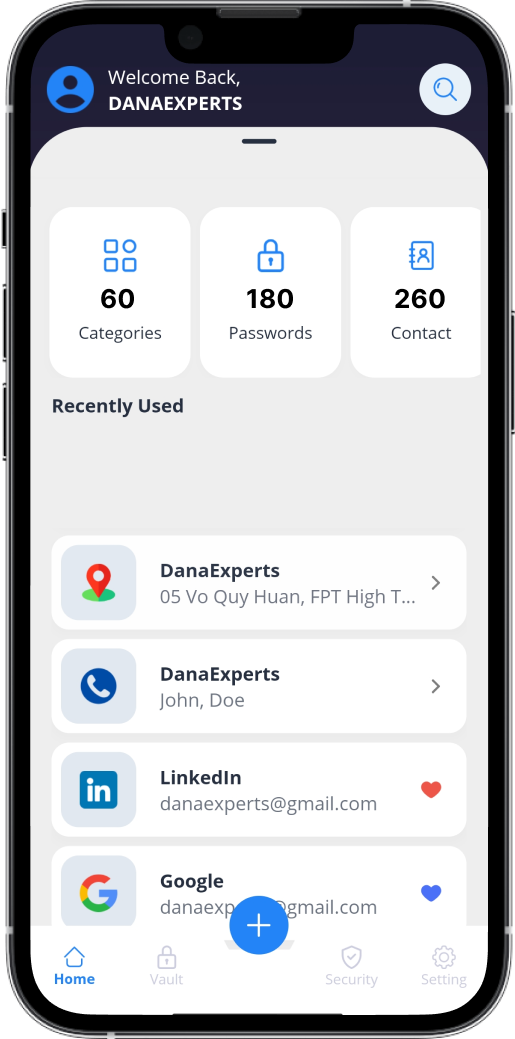 Welcome Back,
DANAEXPERTS
60
Categories
180
Passwords
260
Contact
Recently Used
DanaExperts
05 Vo Quy Huan, FPT High T...
DanaExperts
John, Doe
in
LinkedIn
danaexperts@gmail.com
Google
danaexp gmail.com
Home
Vault
Security
Setting